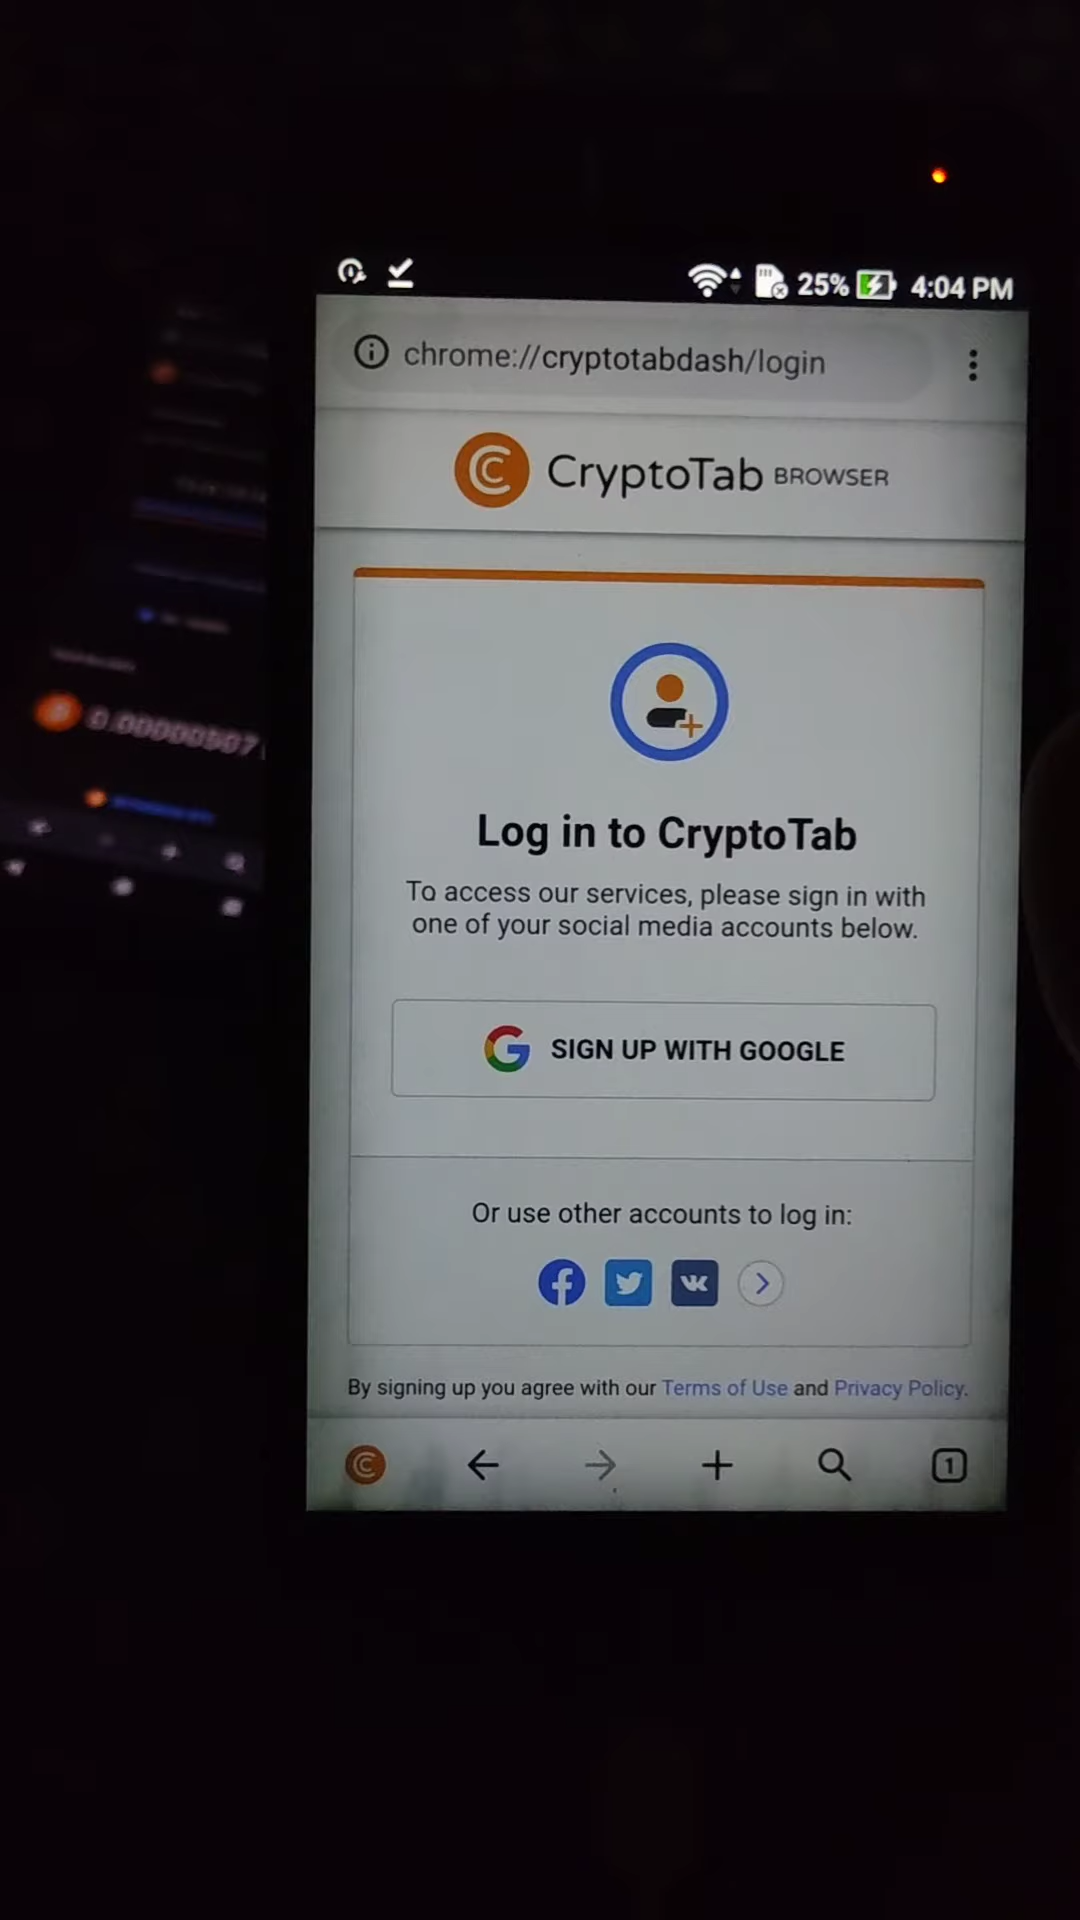 25% 4:04 PM
chrome://cryptotabdash/login
CryptoTab BROWSER
Log in to CryptoTab
To access our services, please sign in with
one of your social media accounts below.
SIGN UP WITH GOOGLE
Or use other accounts to log in:
By signing up you agree with our Terms of Use and Privacy Policy.
1